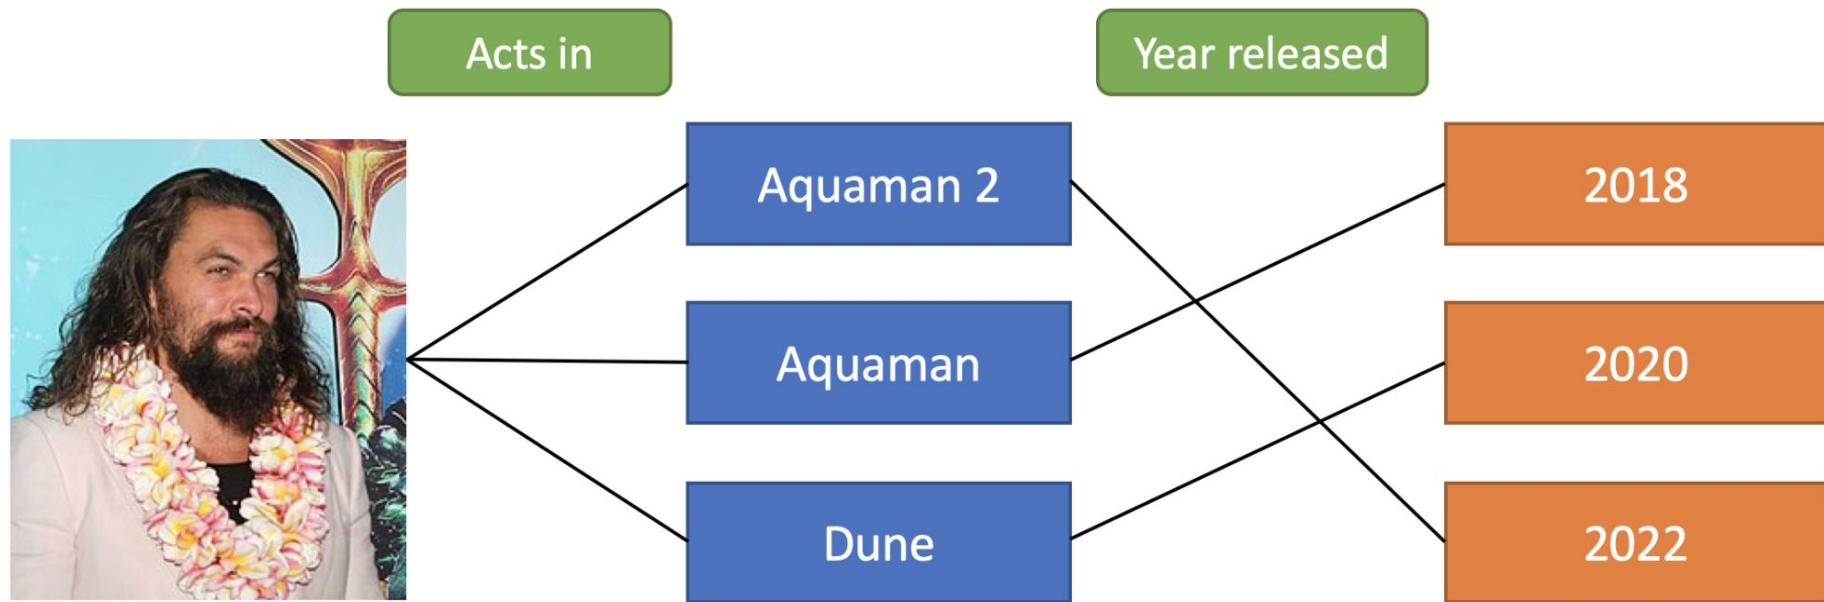 Acts in
Year released
Aquaman 2
2018
Aquaman
2020
Dune
2022